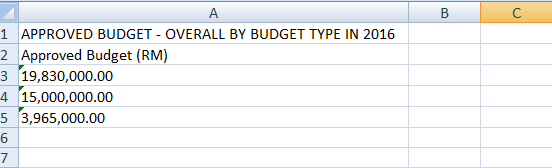 A B C
1 APPROVED BUDGET - OVERALL BY BUDGET TYPE IN 2016
2 Approved Budget (RM)
3 19,830,000.00
4 15,000,000.00
5 3,965,000.00
6
7